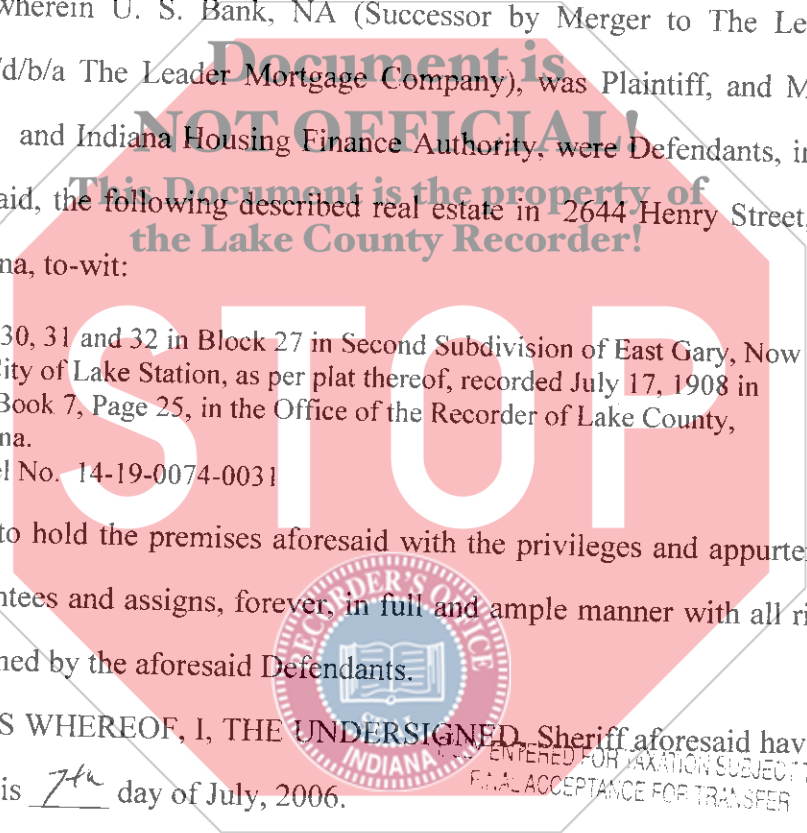 wherein U. S. Bank, NA (Successor by Merger to The Le
/d/b/a The Leader Mortgage Company), was Plaintiff, and M
Document is
and Indiana Housing Finance Authority, were Defendants, in
NOT OFFICIAL!
aid, the following described real estate in 2644 Henry Street,
This Document is the property of
the Lake County Recorder!
na, to-wit:
30, 31 and 32 in Block 27 in Second Subdivision of East Gary, Now
City of Lake Station, as per plat thereof, recorded July 17, 1908 in
Book 7, Page 25, in the Office of the Recorder of Lake County,
na.
el No. 14-19-0074-0031
STOP
to hold the premises aforesaid with the privileges and appurte
ntees and assigns, forever, in full and ample manner with all ri
ned by the aforesaid Defendants.
RECORDER'S OFFICE
INDIANA
S WHEREOF, I, THE UNDERSIGNED, Sheriff aforesaid hav
ENTERED FOR TAXATION SUBJECT T
FINAL ACCEPTANCE FOR TRANSFER
is 7th day of July, 2006.